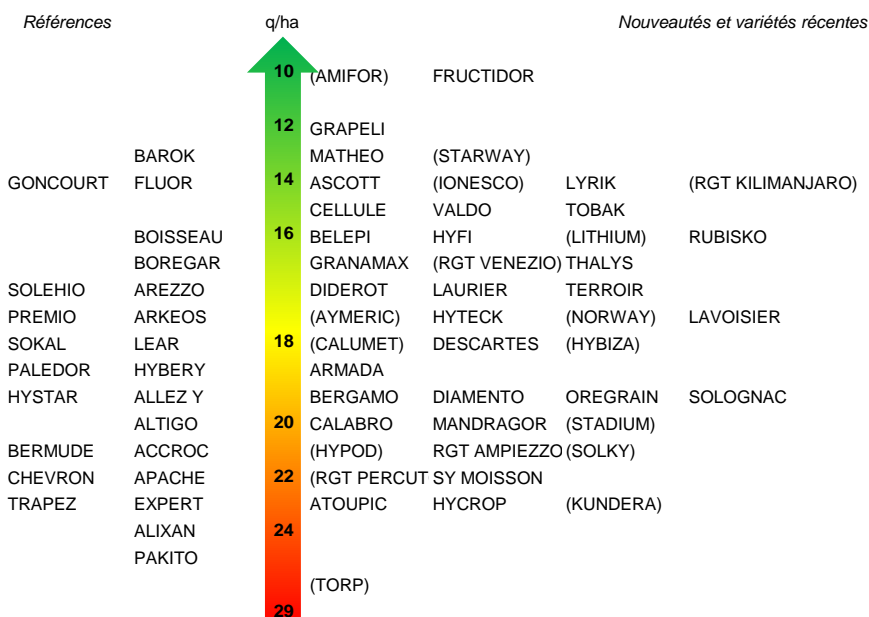 Références q/ha Nouveautés et variétés récentes
10 (AMIFOR) FRUCTIDOR
12 GRAPELI
BAROK MATHEO (STARWAY)
GONCOURT FLUOR 14 ASCOTT (IONESCO) LYRIK (RGT KILIMANJARO)
CELLULE VALDO TOBAK
BOISSEAU 16 BELEPI HYFI (LITHIUM) RUBISKO
BOREGAR GRANAMAX (RGT VENEZIO) THALYS
SOLEHIO AREZZO DIDEROT LAURIER TERROIR
PREMIO ARKEOS (AYMERIC) HYTECK (NORWAY) LAVOISIER
SOKAL LEAR 18 (CALUMET) DESCARTES (HYBIZA)
PALEDOR HYBERY ARMADA
HYSTAR ALLEZ Y BERGAMO DIAMENTO OREGRAIN SOLOGNAC
ALTIGO 20 CALABRO MANDRAGOR (STADIUM)
BERMUDE ACCROC (HYPOD) RGT AMPIEZZO (SOLKY)
CHEVRON APACHE 22 (RGT PERCUT SY MOISSON
TRAPEZ EXPERT ATOUPIC HYCROP (KUNDERA)
ALIXAN 24
PAKITO
(TORP)
29